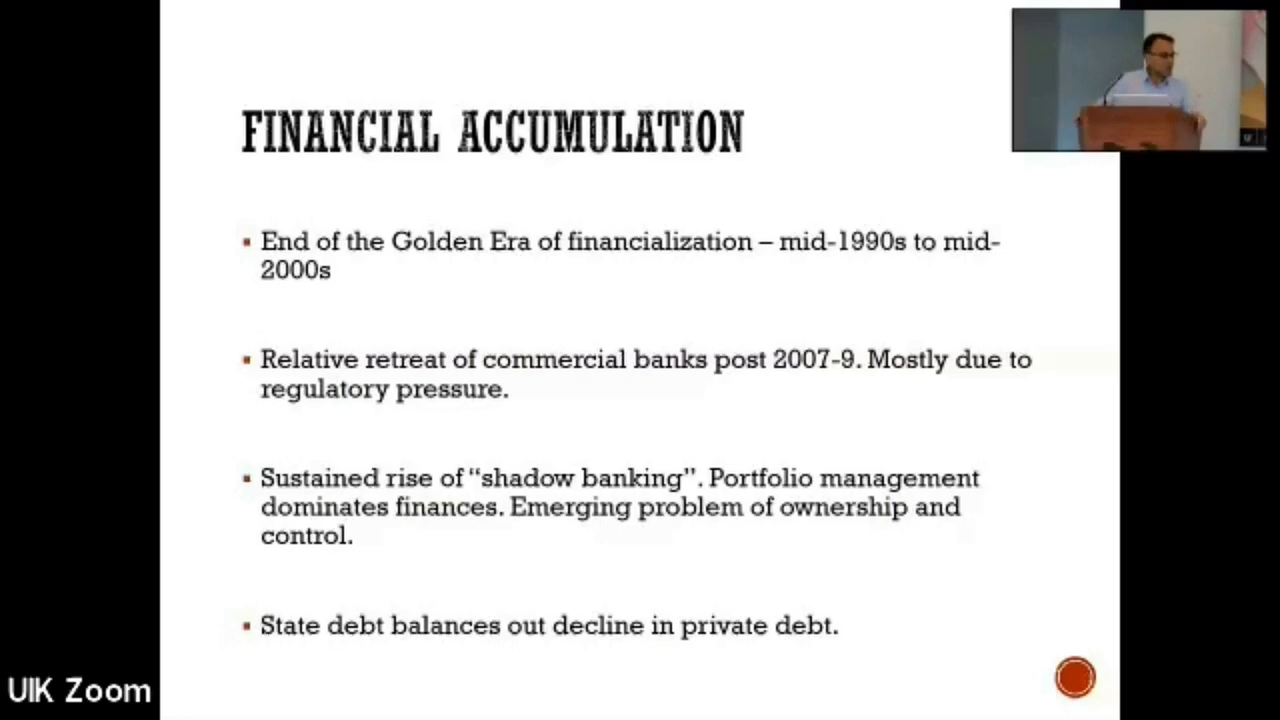 FINANCIAL ACCUMULATION
End of the Golden Era of financialization – mid-1990s to mid-
2000s
Relative retreat of commercial banks post 2007-9. Mostly due to
regulatory pressure.
Sustained rise of “shadow banking”. Portfolio management
dominates finances. Emerging problem of ownership and
control.
State debt balances out decline in private debt.
UIK Zoom